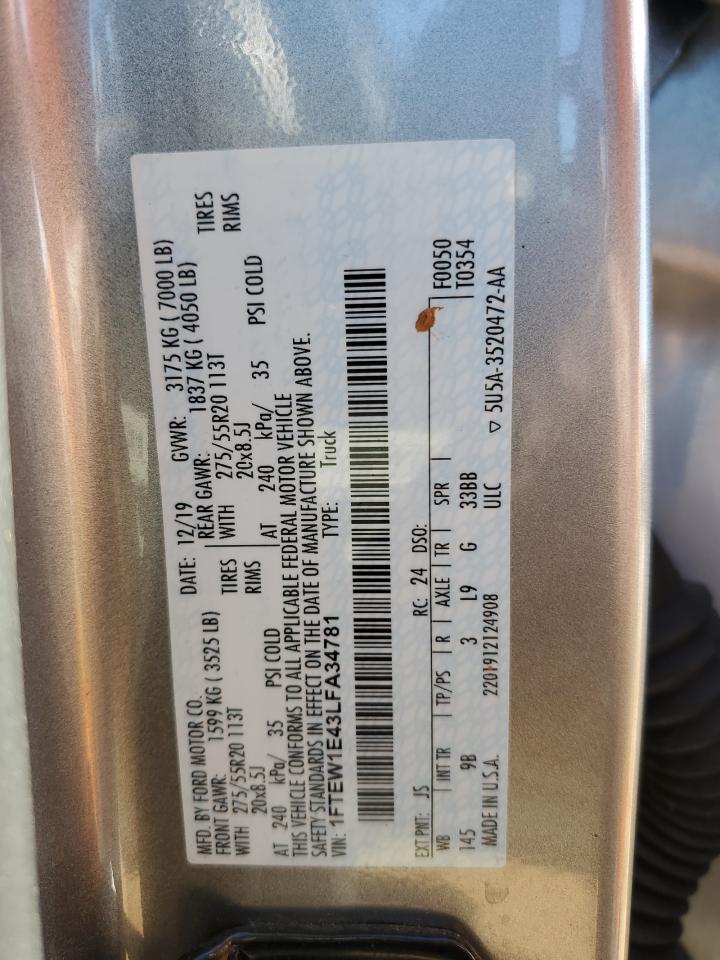 MFD. BY FORD MOTOR CO. DATE: 12/19 GVWR: 3175 KG ( 7000 LB)
FRONT GAWR: 1599 KG ( 3525 LB) REAR GAWR: 1837 KG ( 4050 LB)
WITH 275/55R20 113T TIRES WITH 275/55R20 113T TIRES
20x8.5J RIMS 20x8.5J RIMS
AT 240 kPa/ 35 PSI COLD AT 240 kPa/ 35 PSI COLD
THIS VEHICLE CONFORMS TO ALL APPLICABLE FEDERAL MOTOR VEHICLE
SAFETY STANDARDS IN EFFECT ON THE DATE OF MANUFACTURE SHOWN ABOVE.
VIN: 1FTEW1E43LFA34781 TYPE: Truck
EXT PNT: JS RC: 24 DSO:
WB INT TR TP/PS R AXLE TR SPR F0050
145 9B 3 L9 G 33BB T0354
MADE IN U.S.A. 2201912124908 ULC ▽ 5U5A-3520472-AA